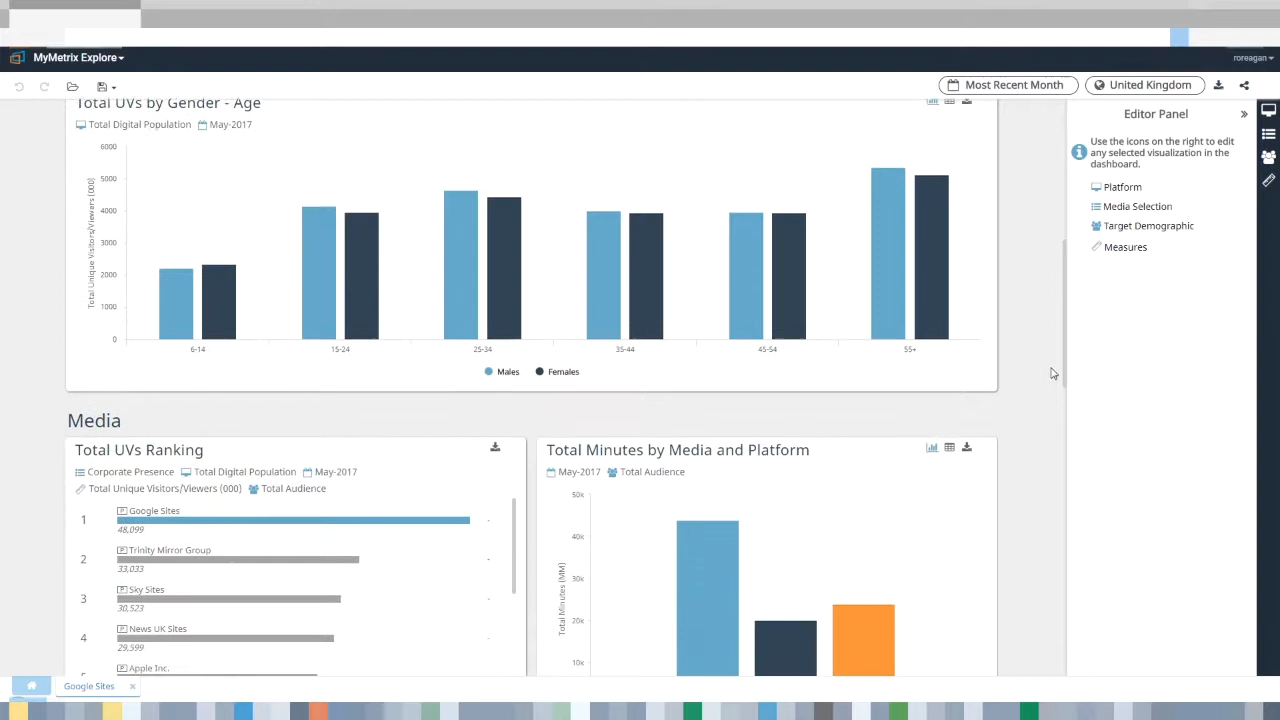 MyMetrix Explore
roreagan
Most Recent Month
United Kingdom
Total UVs by Gender - Age
Total Digital Population May-2017
Editor Panel
Use the icons on the right to edit
any selected visualization in the
dashboard.
Platform
Media Selection
Target Demographic
Measures
Total Unique Visitors/Viewers (000)
6000
5000
4000
3000
2000
1000
0
6-14 15-24 25-34 35-44 45-54 55+
Males Females
Media
Total UVs Ranking
Corporate Presence Total Digital Population May-2017
Total Unique Visitors/Viewers (000) Total Audience
1 P Google Sites -
48,099
2 P Trinity Mirror Group -
33,033
3 P Sky Sites -
30,523
4 P News UK Sites -
29,599
P Apple Inc.
Total Minutes by Media and Platform
May-2017 Total Audience
Total Minutes (MM)
50k
40k
30k
20k
10k
Google Sites ×